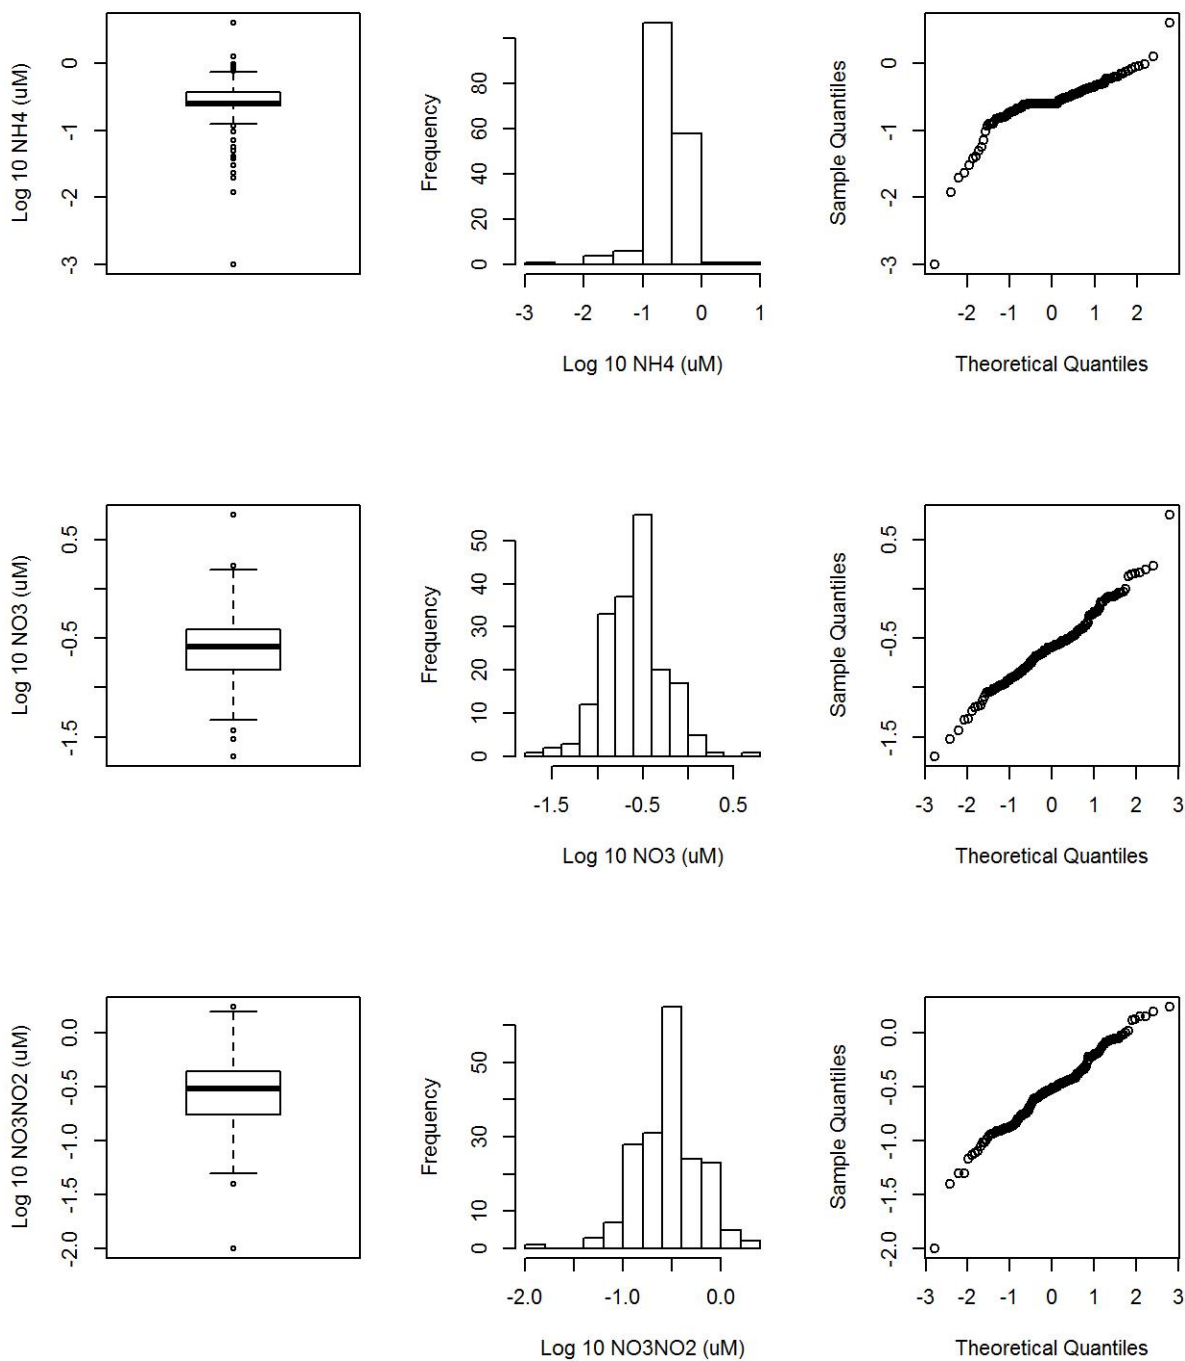 Log 10 NH4 (uM)
-3 -2 -1 0
Frequency
0 20 40 60 80
-3 -2 -1 0 1
Log 10 NH4 (uM)
Sample Quantiles
-3 -2 -1 0
-2 -1 0 1 2
Theoretical Quantiles
Log 10 NO3 (uM)
-1.5 -0.5 0.5
Frequency
0 10 20 30 40 50
-1.5 -0.5 0.5
Log 10 NO3 (uM)
Sample Quantiles
-1.5 -0.5 0.5
-3 -2 -1 0 1 2 3
Theoretical Quantiles
Log 10 NO3NO2 (uM)
-2.0 -1.5 -1.0 -0.5 0.0
Frequency
0 10 30 50
-2.0 -1.0 0.0
Log 10 NO3NO2 (uM)
Sample Quantiles
-2.0 -1.5 -1.0 -0.5 0.0
-3 -2 -1 0 1 2 3
Theoretical Quantiles